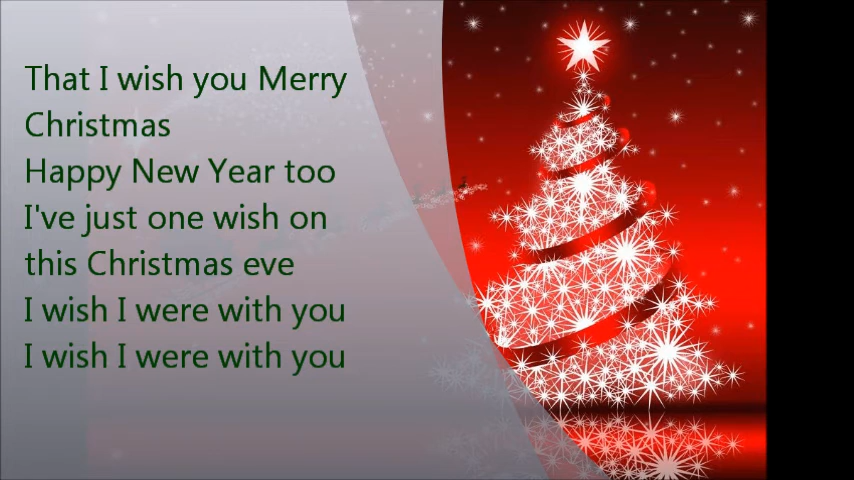 That I wish you Merry
Christmas
Happy New Year too
I've just one wish on
this Christmas eve
I wish I were with you
I wish I were with you